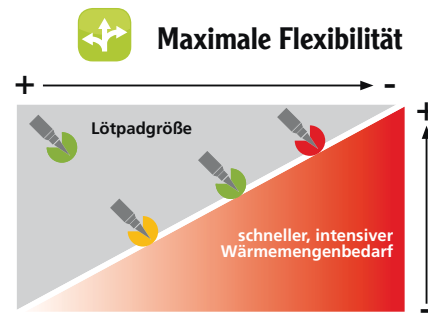 Maximale Flexibilität
+ -
Lötpadgröße
+
schneller, intensiver
Wärmemengenbedarf
-